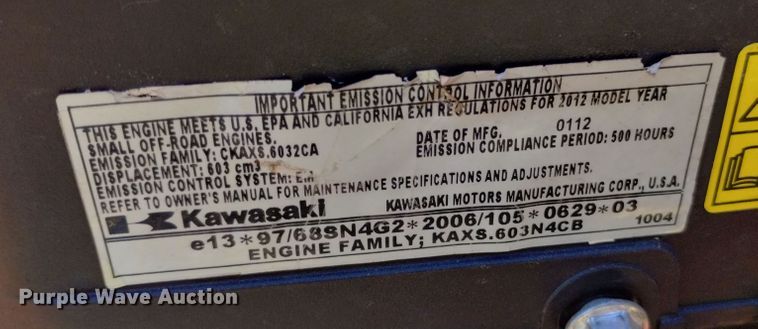 IMPORTANT EMISSION CONTROL INFORMATION
THIS ENGINE MEETS U.S. EPA AND CALIFORNIA EXH REGULATIONS FOR 2012 MODEL YEAR
SMALL OFF-ROAD ENGINES.
DATE OF MFG. 0112
EMISSION FAMILY: CKAXS.6032CA
EMISSION COMPLIANCE PERIOD: 500 HOURS
DISPLACEMENT: 603 cm3
EMISSION CONTROL SYSTEM: EM
REFER TO OWNER'S MANUAL FOR MAINTENANCE SPECIFICATIONS AND ADJUSTMENTS.
Kawasaki KAWASAKI MOTORS MANUFACTURING CORP., U.S.A.
e13*97/68SN4G2*2006/105*0629*03
ENGINE FAMILY; KAXS.603N4CB 1004
Purple Wave Auction